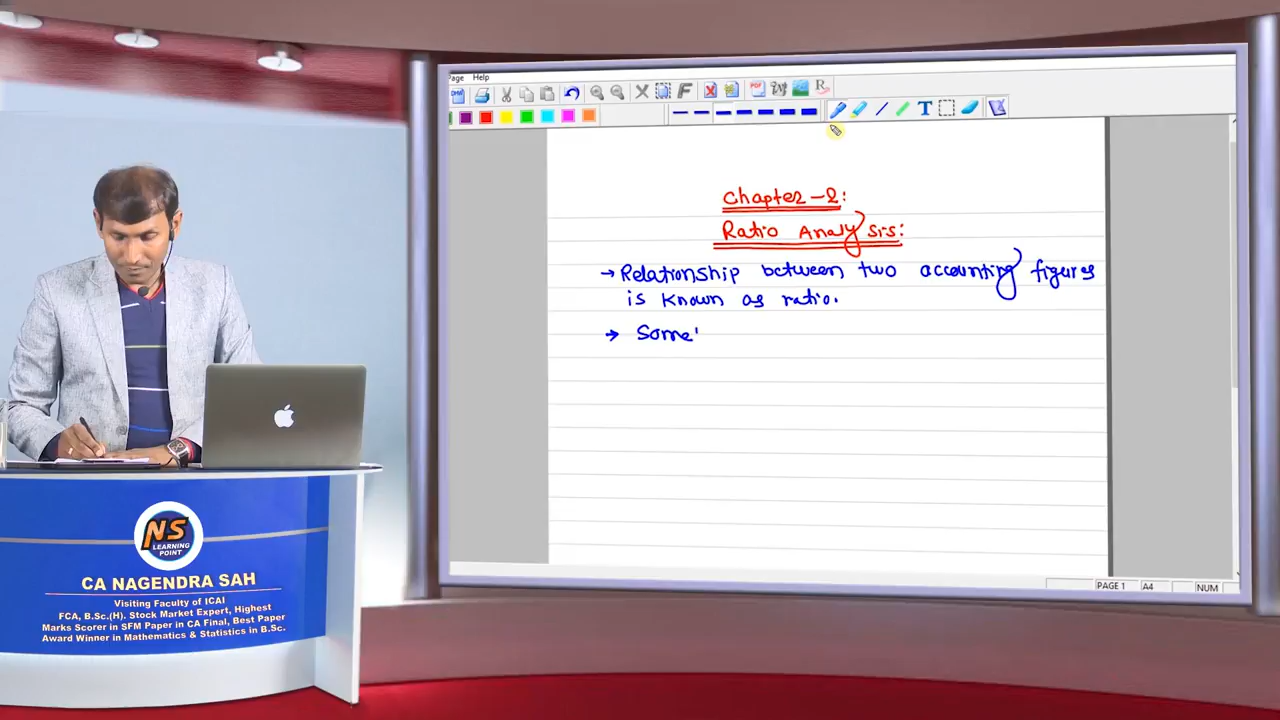 Page Help
Chapter-2:
Ratio Analysis:
→ Relationship between two accounting figures
is known as ratio.
→ Some
PAGE 1 A4 NUM
NS
LEARNING
POINT
CA NAGENDRA SAH
Visiting Faculty of ICAI
FCA, B.Sc.(H). Stock Market Expert, Highest
Marks Scorer in SFM Paper in CA Final, Best Paper
Award Winner in Mathematics & Statistics in B.Sc.